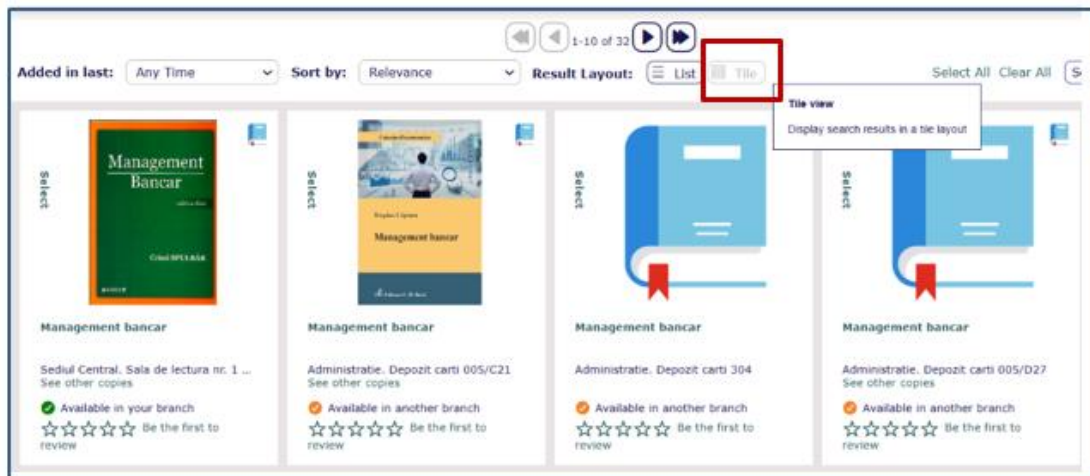 1-10 of 32
Added in last: Any Time Sort by: Relevance Result Layout: List Tile Select All Clear All
Tile view
Display search results in a tile layout
Select
Management
Bancar
Select
Management bancar
Select
Select
Management bancar
Management bancar
Management bancar
Management bancar
Sediul Central. Sala de lectura nr. 1 ...
See other copies
Administratie. Depozit carti 005/C21
See other copies
Administratie. Depozit carti 304
Administratie. Depozit carti 005/D27
See other copies
Available in your branch
Available in another branch
Available in another branch
Available in another branch
Be the first to
review
Be the first to
review
Be the first to
review
Be the first to
review